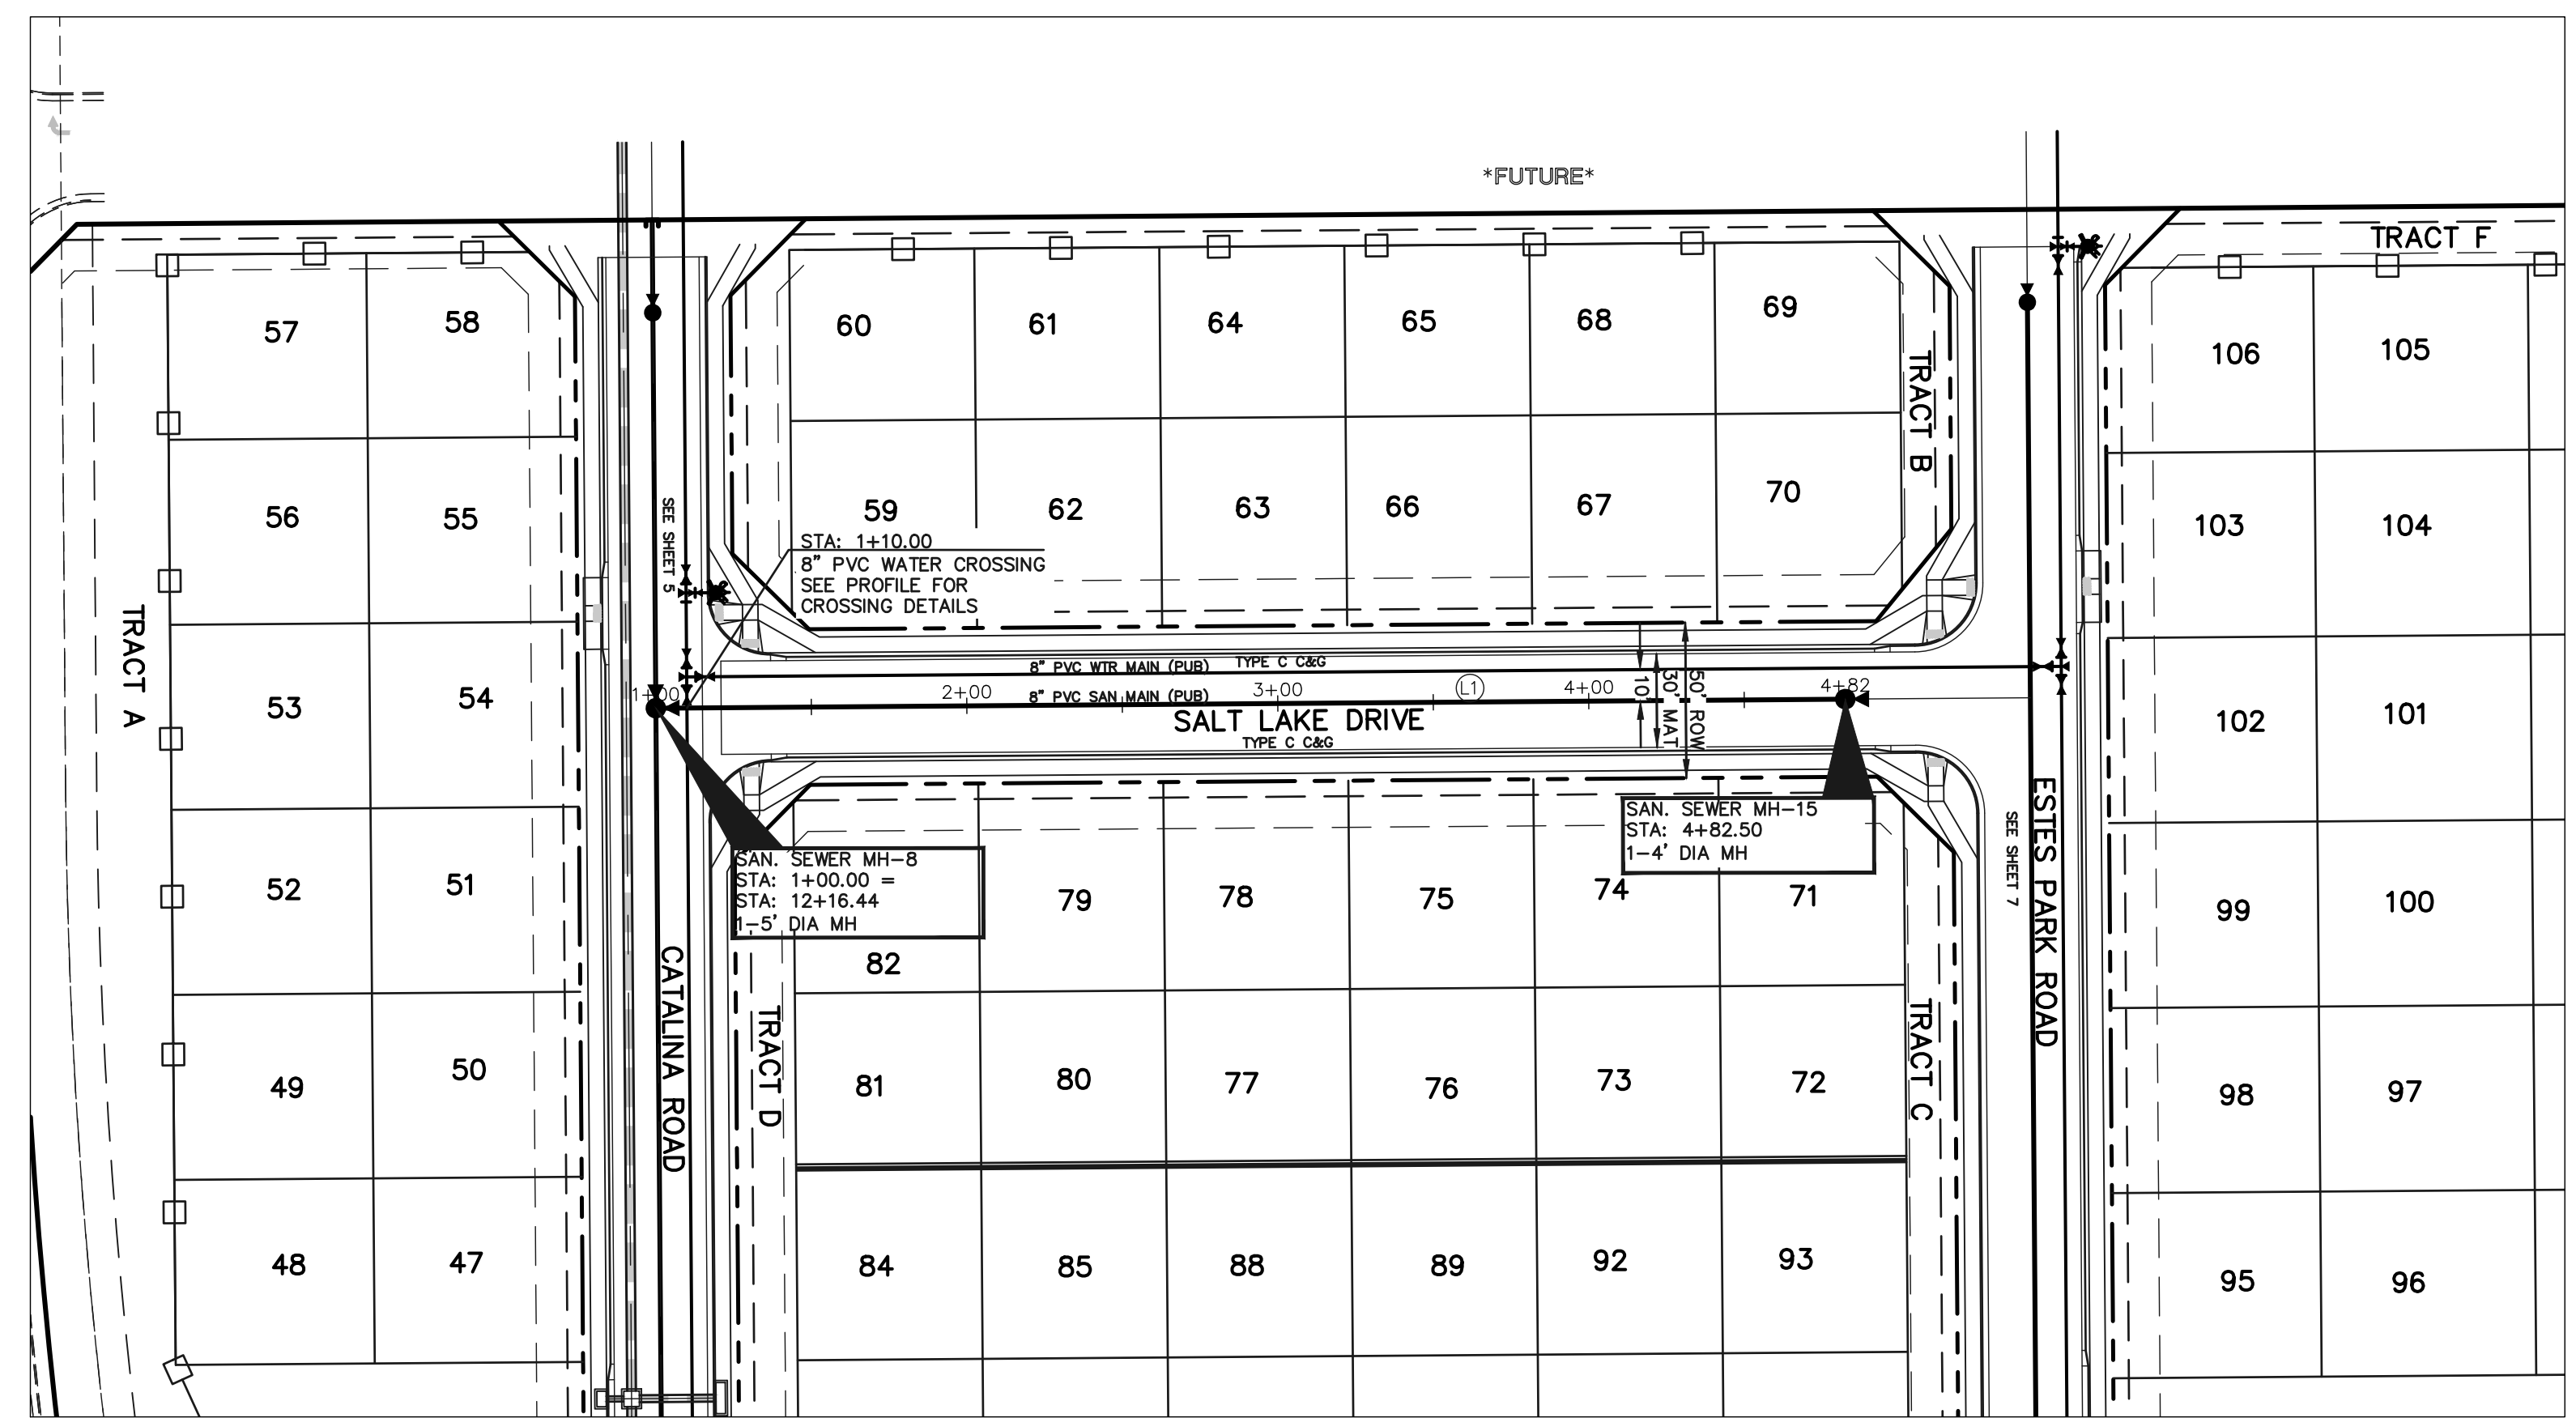 *FUTURE*
TRACT F
57
58
60
61
64
65
68
69
106
105
TRACT B
56
55
59
62
63
66
67
70
103
104
SEE SHEET 5
STA: 1+10.00
8" PVC WATER CROSSING
SEE PROFILE FOR
CROSSING DETAILS
TRACT A
53
54
8" PVC WTR MAIN (PUB)
TYPE C C&G
1+00
2+00
8" PVC SAN MAIN (PUB)
3+00
L1
4+00
10'
30' MAT
50' ROW
4+82
SALT LAKE DRIVE
TYPE C C&G
102
101
SAN. SEWER MH-15
STA: 4+82.50
1-4' DIA MH
SAN. SEWER MH-8
STA: 1+00.00 =
STA: 12+16.44
1-5' DIA MH
SEE SHEET 7
ESTES PARK ROAD
52
51
79
78
75
74
71
99
100
82
CATALINA ROAD
TRACT D
TRACT C
49
50
81
80
77
76
73
72
98
97
48
47
84
85
88
89
92
93
95
96